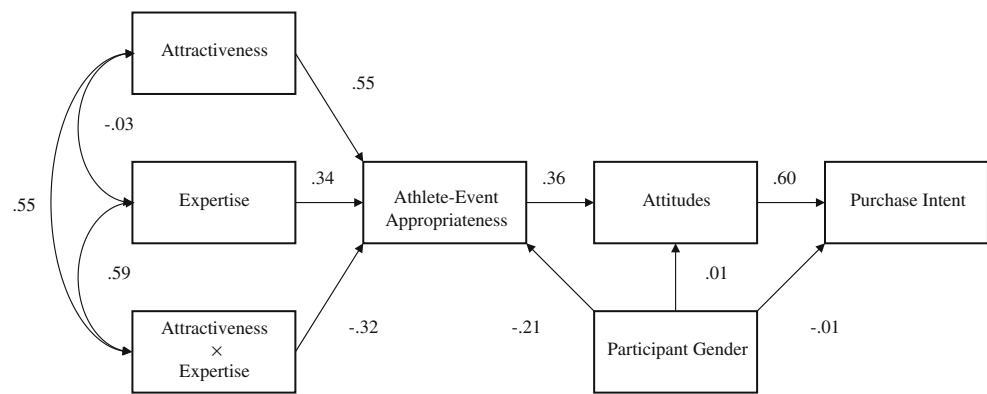 Attractiveness
.55
-.03
Expertise
.34
Athlete-Event
Appropriateness
.36
Attitudes
.60
Purchase Intent
.55
.59
.01
Attractiveness
×
Expertise
-.32
-.21
Participant Gender
-.01